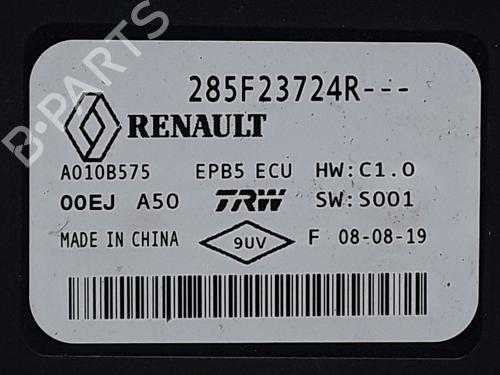 285F23724R---
RENAULT
A010B575 EPB5 ECU HW:C1.0
00EJ A50 TRW SW:S001
MADE IN CHINA 9UV F 08-08-19
B-PARTS